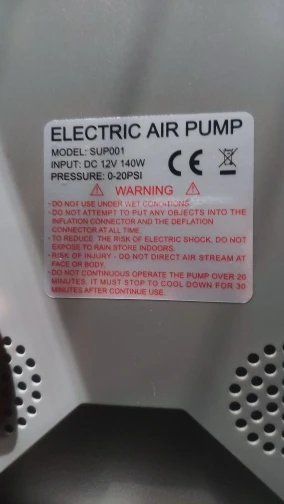 ELECTRIC AIR PUMP
MODEL: SUP001
INPUT: DC 12V 140W
PRESSURE: 0-20PSI
CE
WARNING
- DO NOT USE UNDER WET CONDITIONS
- DO NOT ATTEMPT TO PUT ANY OBJECTS INTO THE
INFLATION CONNECTOR AND THE DEFLATION
CONNECTOR AT ALL TIME.
- TO REDUCE THE RISK OF ELECTRIC SHOCK, DO NOT
EXPOSE TO RAIN STORE INDOORS.
- RISK OF INJURY - DO NOT DIRECT AIR STREAM AT
FACE OR BODY.
- DO NOT CONTINUOUS OPERATE THE PUMP OVER 20
MINUTES, IT MUST STOP TO COOL DOWN FOR 30
MINUTES AFTER CONTINUE USE.